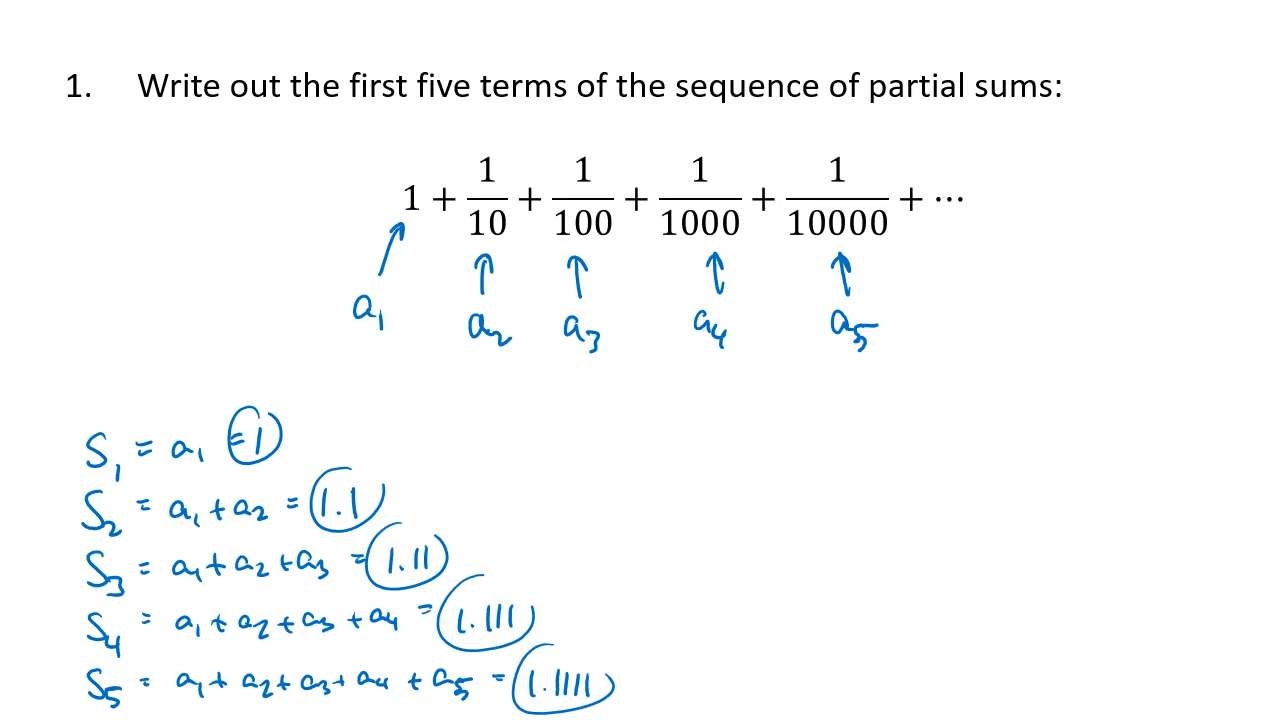 1. Write out the first five terms of the sequence of partial sums:
1 + 1/10 + 1/100 + 1/1000 + 1/10000 + ⋯
a₁ a₂ a₃ a₄ a₅
S₁ = a₁ = 1
S₂ = a₁ + a₂ = 1.1
S₃ = a₁ + a₂ + a₃ = 1.11
S₄ = a₁ + a₂ + a₃ + a₄ = 1.111
S₅ = a₁ + a₂ + a₃ + a₄ + a₅ = 1.1111